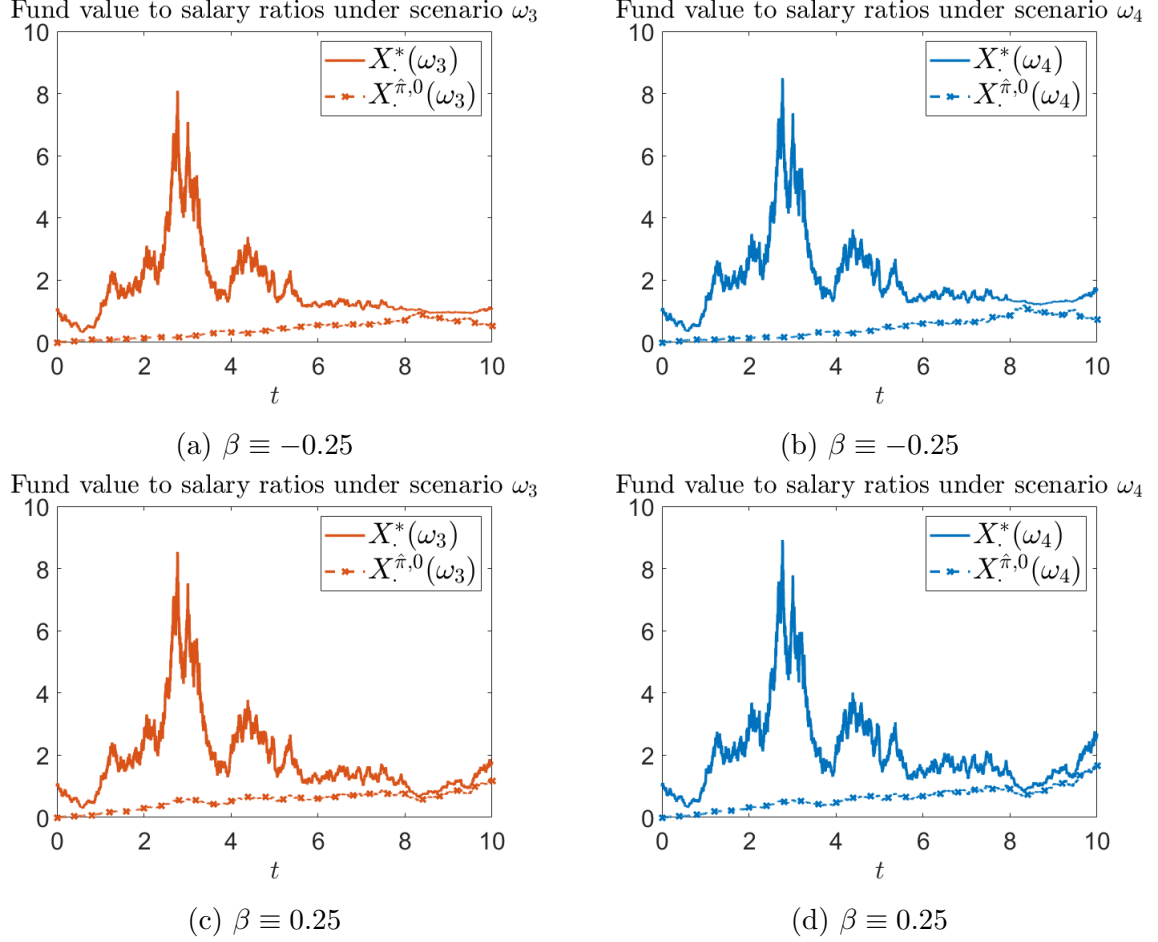 Fund value to salary ratios under scenario ω₃
10
8
6
4
2
0
0 2 4 6 8 10
t
X.*(ω₃)
X.^π̂,0(ω₃)
(a) β ≡ −0.25
Fund value to salary ratios under scenario ω₄
10
8
6
4
2
0
0 2 4 6 8 10
t
X.*(ω₄)
X.^π̂,0(ω₄)
(b) β ≡ −0.25
Fund value to salary ratios under scenario ω₃
10
8
6
4
2
0
0 2 4 6 8 10
t
X.*(ω₃)
X.^π̂,0(ω₃)
(c) β ≡ 0.25
Fund value to salary ratios under scenario ω₄
10
8
6
4
2
0
0 2 4 6 8 10
t
X.*(ω₄)
X.^π̂,0(ω₄)
(d) β ≡ 0.25